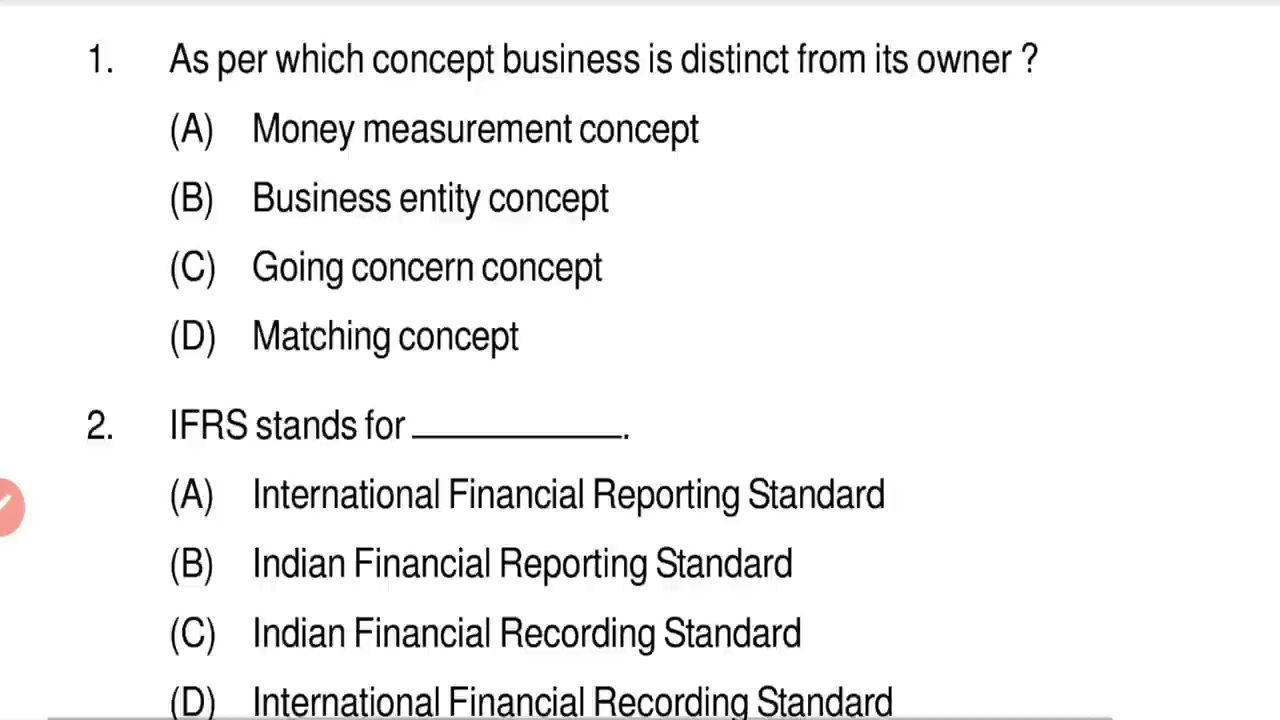 1. As per which concept business is distinct from its owner ?
(A) Money measurement concept
(B) Business entity concept
(C) Going concern concept
(D) Matching concept
2. IFRS stands for ___________.
(A) International Financial Reporting Standard
(B) Indian Financial Reporting Standard
(C) Indian Financial Recording Standard
(D) International Financial Recording Standard